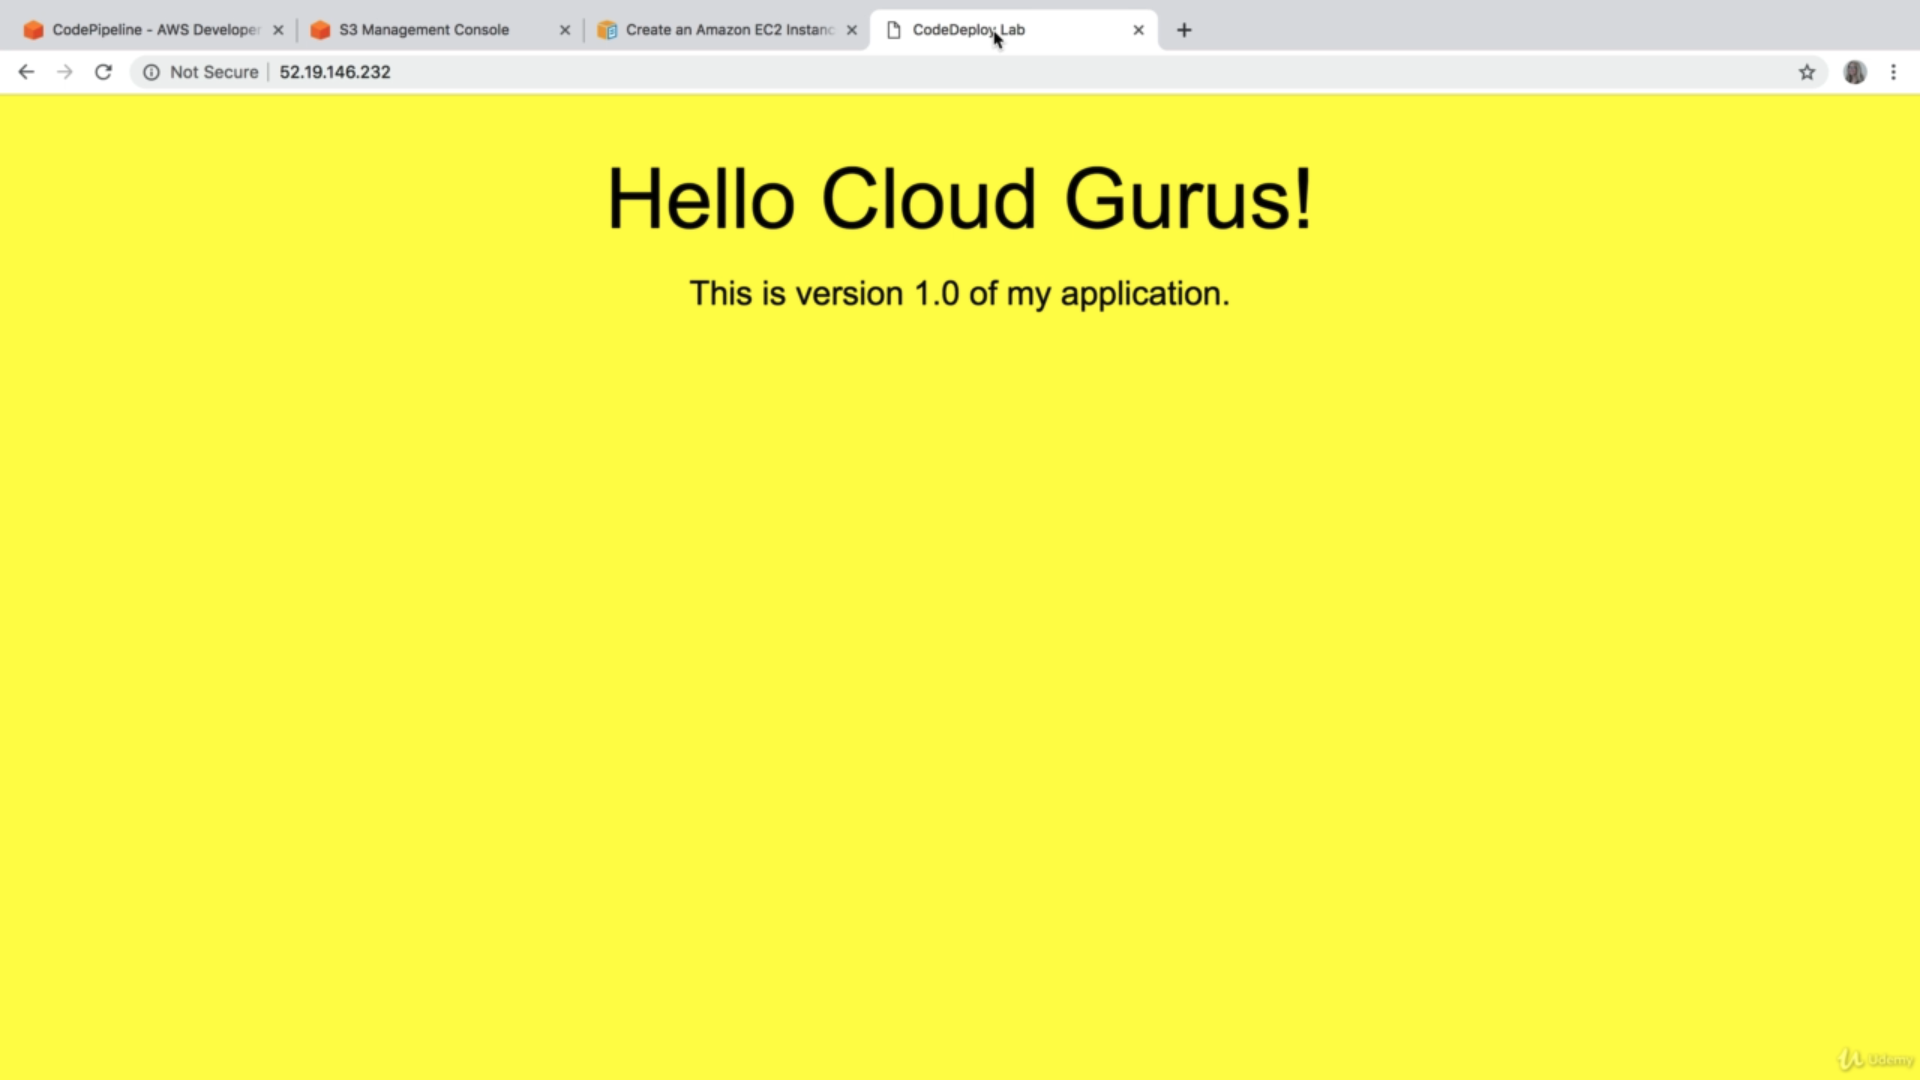 CodePipeline - AWS Developer
S3 Management Console
Create an Amazon EC2 Instanc
CodeDeploy Lab
Not Secure
52.19.146.232
Hello Cloud Gurus!
This is version 1.0 of my application.
Udemy